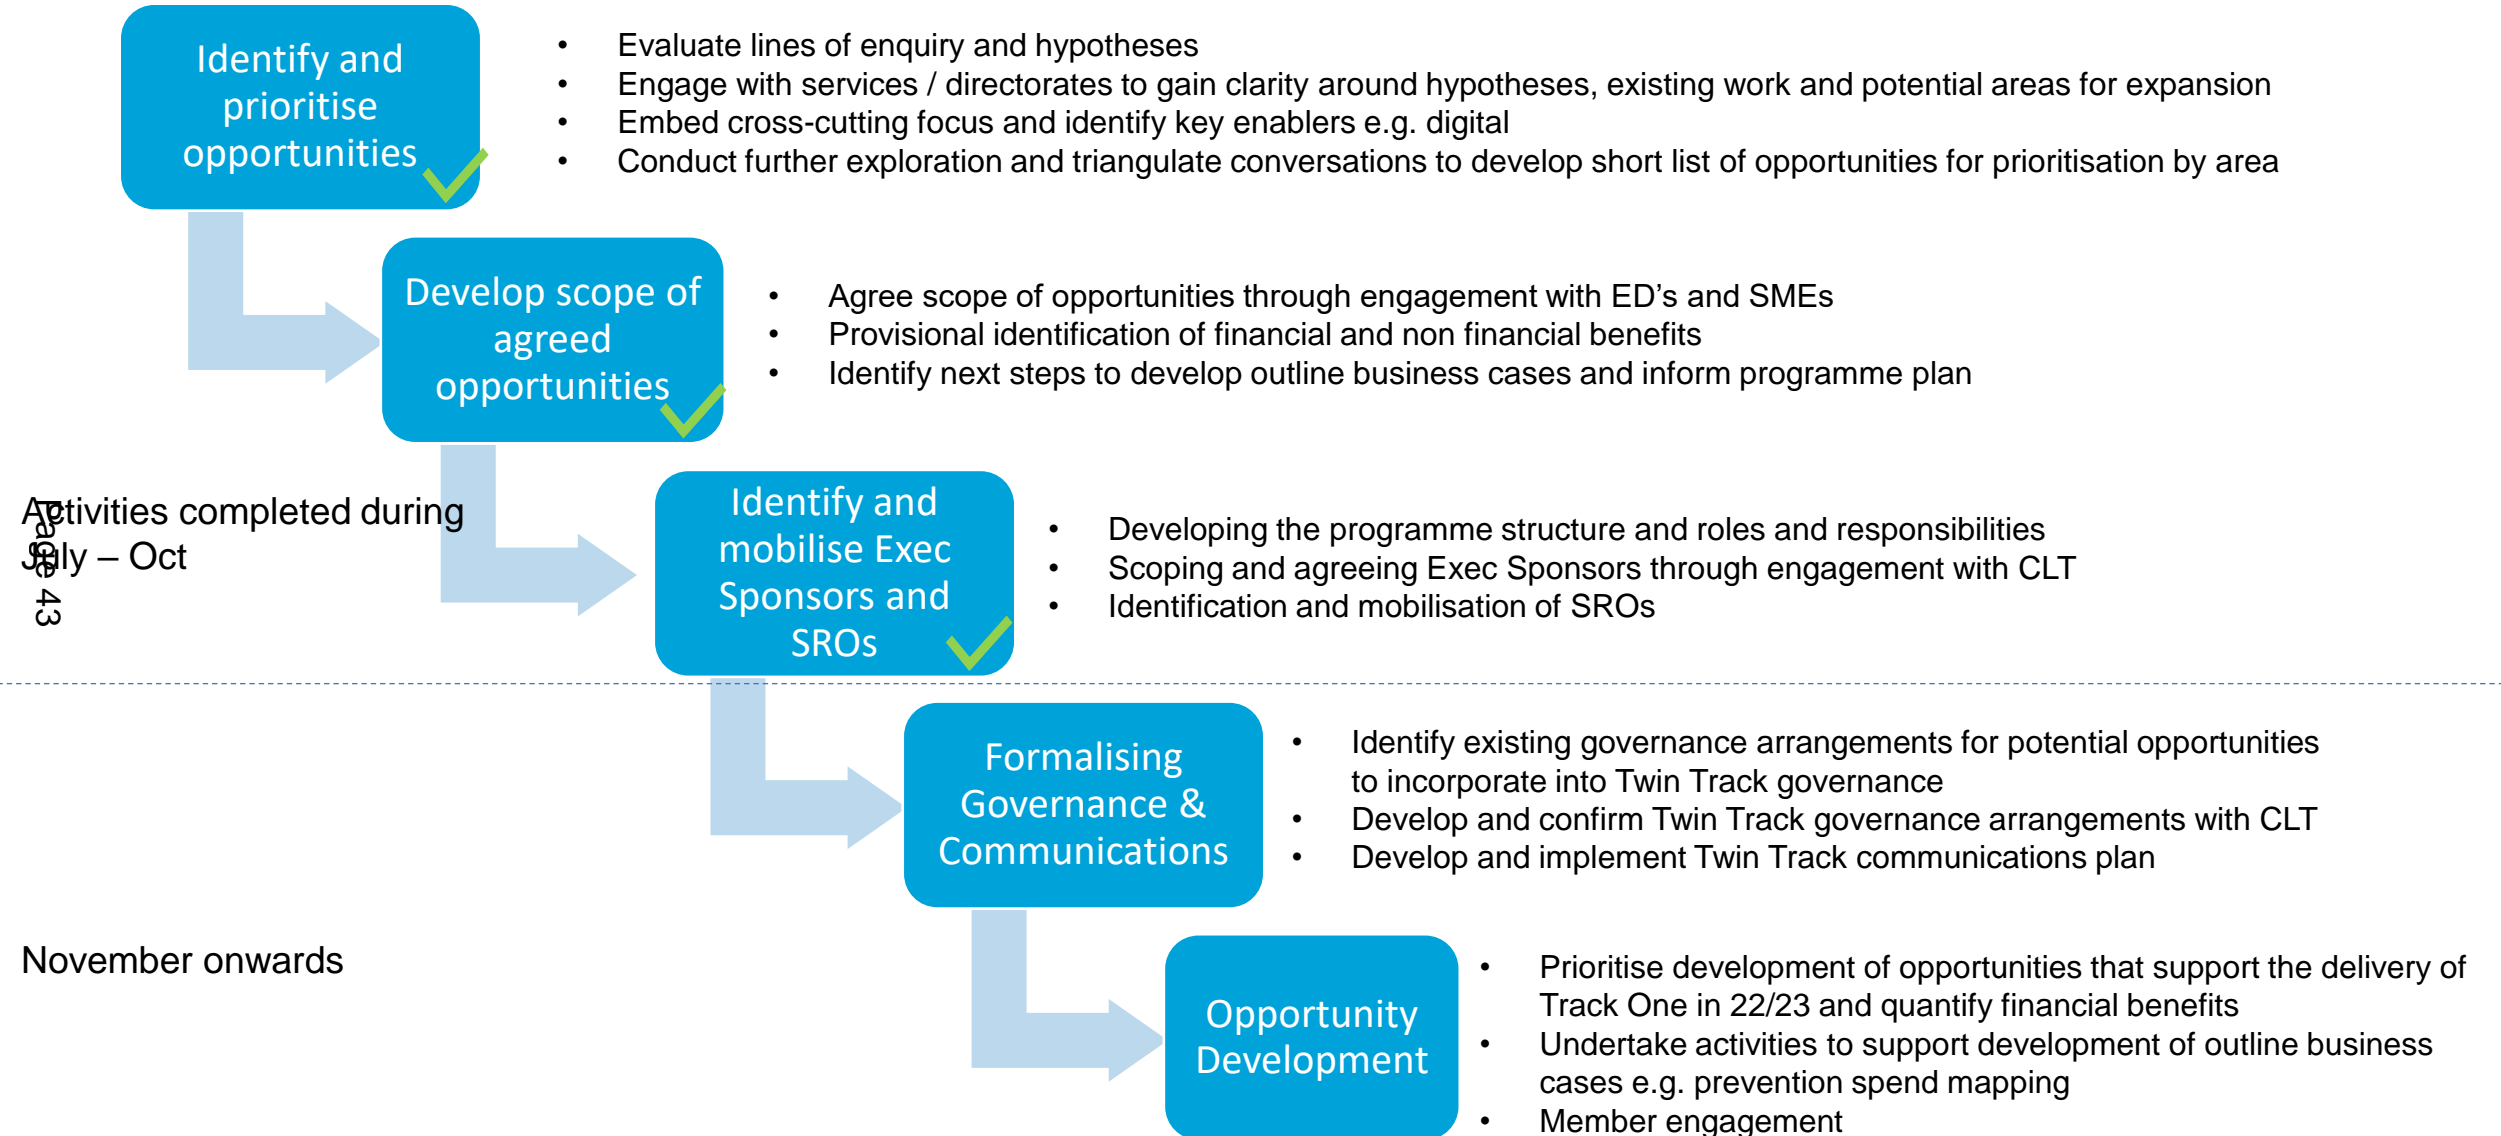 Identify and
prioritise
opportunities
• Evaluate lines of enquiry and hypotheses
• Engage with services / directorates to gain clarity around hypotheses, existing work and potential areas for expansion
• Embed cross-cutting focus and identify key enablers e.g. digital
• Conduct further exploration and triangulate conversations to develop short list of opportunities for prioritisation by area
Develop scope of
agreed
opportunities
• Agree scope of opportunities through engagement with ED’s and SMEs
• Provisional identification of financial and non financial benefits
• Identify next steps to develop outline business cases and inform programme plan
Activities completed during
July – Oct
Page 43
Identify and
mobilise Exec
Sponsors and
SROs
• Developing the programme structure and roles and responsibilities
• Scoping and agreeing Exec Sponsors through engagement with CLT
• Identification and mobilisation of SROs
Formalising
Governance &
Communications
• Identify existing governance arrangements for potential opportunities
to incorporate into Twin Track governance
• Develop and confirm Twin Track governance arrangements with CLT
• Develop and implement Twin Track communications plan
November onwards
Opportunity
Development
• Prioritise development of opportunities that support the delivery of
Track One in 22/23 and quantify financial benefits
• Undertake activities to support development of outline business
cases e.g. prevention spend mapping
• Member engagement